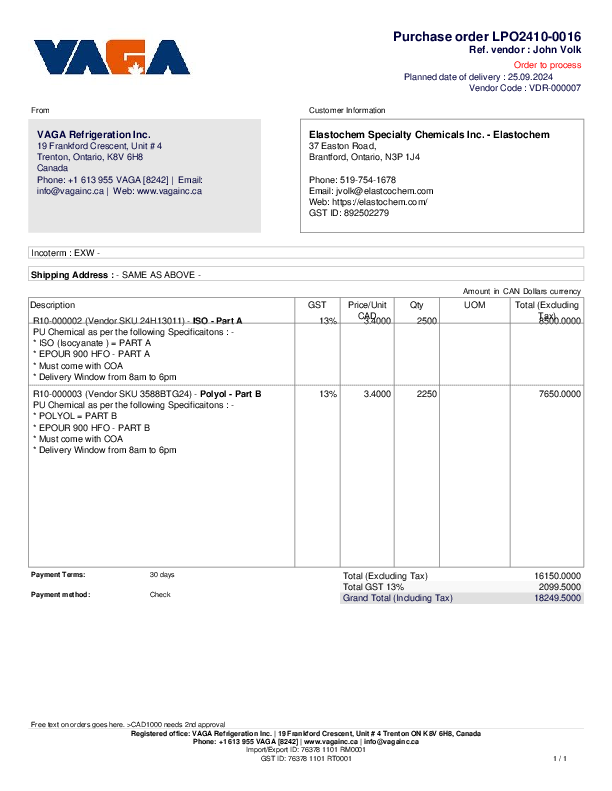 VAGA
Purchase order LPO2410-0016
Ref. vendor : John Volk
Order to process
Planned date of delivery : 25.09.2024
Vendor Code : VDR-000007
From
VAGA Refrigeration Inc.
19 Frankford Crescent, Unit # 4
Trenton, Ontario, K8V 6H8
Canada
Phone: +1 613 955 VAGA [8242] | Email:
info@vagainc.ca | Web: www.vagainc.ca
Customer Information
Elastochem Specialty Chemicals Inc. - Elastochem
37 Easton Road,
Brantford, Ontario, N3P 1J4
Phone: 519-754-1678
Email: jvolk@elastcochem.com
Web: https://elastochem.com/
GST ID: 892502279
Incoterm : EXW -
Shipping Address : - SAME AS ABOVE -
Amount in CAN Dollars currency
Description GST Price/Unit CAD Qty UOM Total (Excluding Tax)
R10-000002 (Vendor SKU 24H13011) - ISO - Part A 13% 3.4000 2500 8500.0000
PU Chemical as per the following Specificaitons : -
* ISO (Isocyanate ) = PART A
* EPOUR 900 HFO - PART A
* Must come with COA
* Delivery Window from 8am to 6pm
R10-000003 (Vendor SKU 3588BTG24) - Polyol - Part B 13% 3.4000 2250 7650.0000
PU Chemical as per the following Specificaitons : -
* POLYOL = PART B
* EPOUR 900 HFO - PART B
* Must come with COA
* Delivery Window from 8am to 6pm
Payment Terms: 30 days
Payment method: Check
Total (Excluding Tax) 16150.0000
Total GST 13% 2099.5000
Grand Total (Including Tax) 18249.5000
Free text on orders goes here. >CAD1000 needs 2nd approval
Registered office: VAGA Refrigeration Inc. | 19 Frankford Crescent, Unit # 4 Trenton ON K8V 6H8, Canada
Phone: +1 613 955 VAGA [8242] | www.vagainc.ca | info@vagainc.ca
Import/Export ID: 76378 1101 RM0001
GST ID: 76378 1101 RT0001
1 / 1